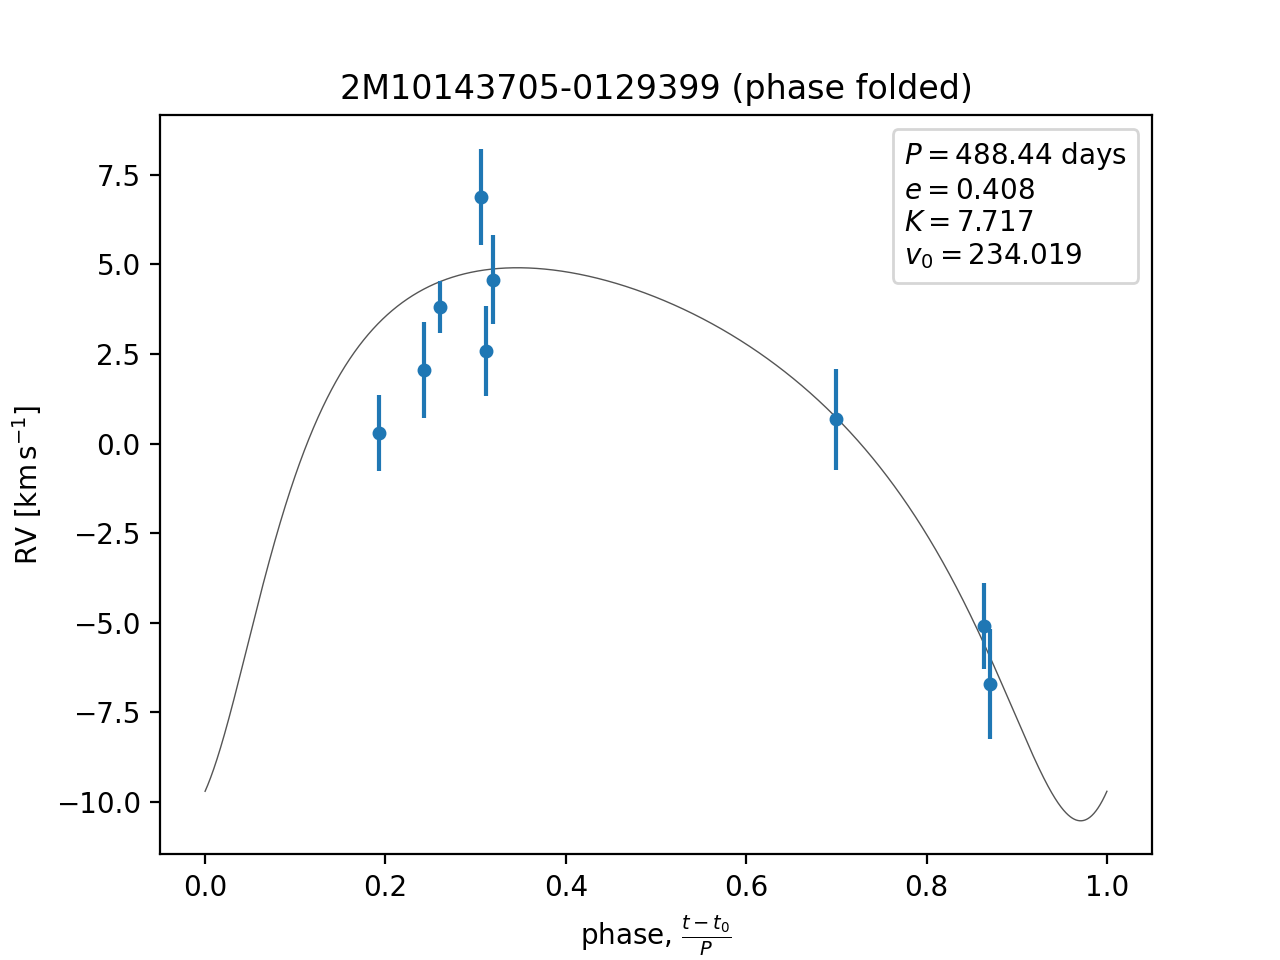 2M10143705-0129399 (phase folded)
P = 488.44 days
e = 0.408
K = 7.717
v₀ = 234.019
RV [km s⁻¹]
7.5
5.0
2.5
0.0
−2.5
−5.0
−7.5
−10.0
0.0 0.2 0.4 0.6 0.8 1.0
phase, (t − t₀)/P